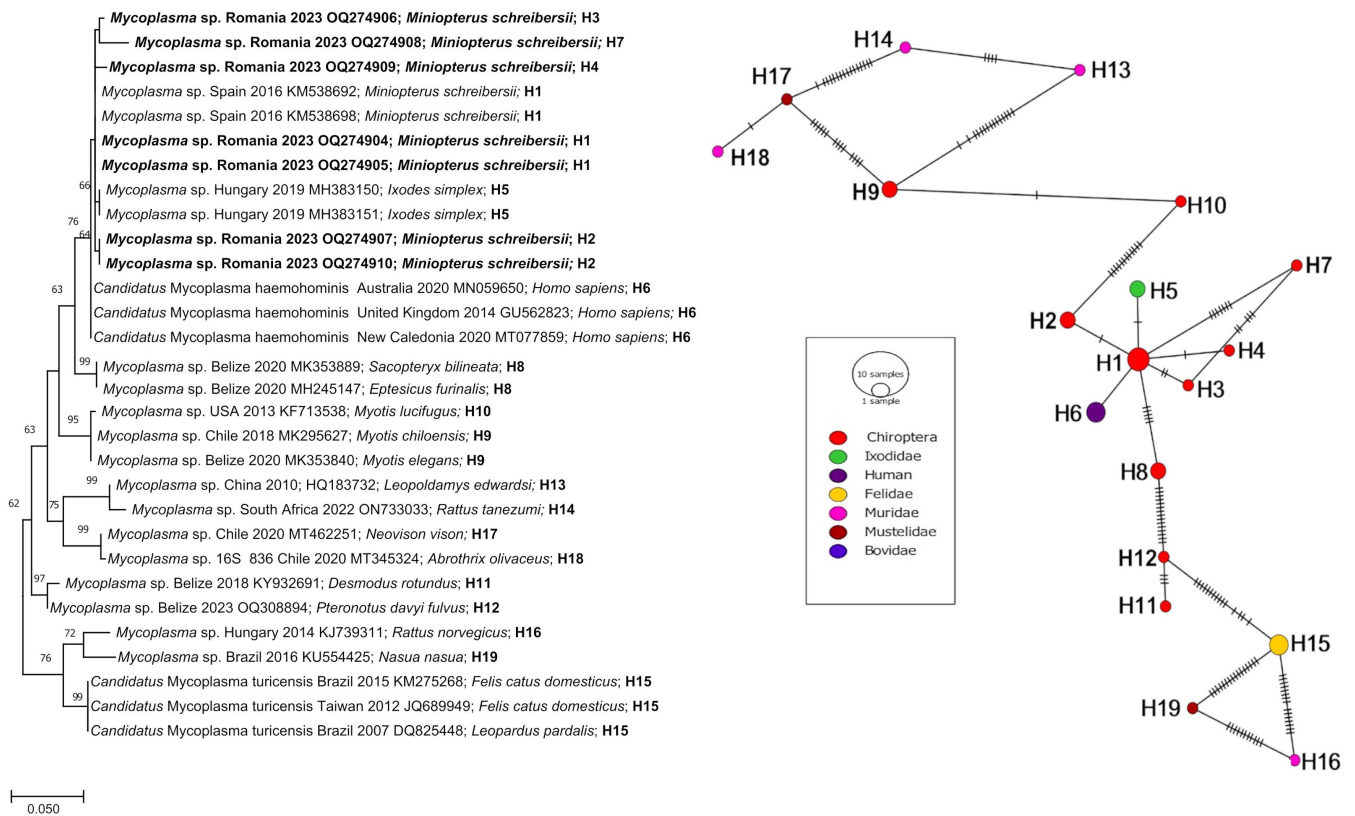 Mycoplasma sp. Romania 2023 OQ274906; Miniopterus schreibersii; H3
Mycoplasma sp. Romania 2023 OQ274908; Miniopterus schreibersii; H7
Mycoplasma sp. Romania 2023 OQ274909; Miniopterus schreibersii; H4
Mycoplasma sp. Spain 2016 KM538692; Miniopterus schreibersii; H1
Mycoplasma sp. Spain 2016 KM538698; Miniopterus schreibersii; H1
Mycoplasma sp. Romania 2023 OQ274904; Miniopterus schreibersii; H1
Mycoplasma sp. Romania 2023 OQ274905; Miniopterus schreibersii; H1
66
Mycoplasma sp. Hungary 2019 MH383150; Ixodes simplex; H5
Mycoplasma sp. Hungary 2019 MH383151; Ixodes simplex; H5
76
64
Mycoplasma sp. Romania 2023 OQ274907; Miniopterus schreibersii; H2
Mycoplasma sp. Romania 2023 OQ274910; Miniopterus schreibersii; H2
63
Candidatus Mycoplasma haemohominis Australia 2020 MN059650; Homo sapiens; H6
Candidatus Mycoplasma haemohominis United Kingdom 2014 GU562823; Homo sapiens; H6
Candidatus Mycoplasma haemohominis New Caledonia 2020 MT077859; Homo sapiens; H6
99
Mycoplasma sp. Belize 2020 MK353889; Sacopteryx bilineata; H8
Mycoplasma sp. Belize 2020 MH245147; Eptesicus furinalis; H8
63
95
Mycoplasma sp. USA 2013 KF713538; Myotis lucifugus; H10
Mycoplasma sp. Chile 2018 MK295627; Myotis chiloensis; H9
Mycoplasma sp. Belize 2020 MK353840; Myotis elegans; H9
62
99
Mycoplasma sp. China 2010; HQ183732; Leopoldamys edwardsi; H13
75
Mycoplasma sp. South Africa 2022 ON733033; Rattus tanezumi; H14
99
Mycoplasma sp. Chile 2020 MT462251; Neovison vison; H17
Mycoplasma sp. 16S 836 Chile 2020 MT345324; Abrothrix olivaceus; H18
97
Mycoplasma sp. Belize 2018 KY932691; Desmodus rotundus; H11
Mycoplasma sp. Belize 2023 OQ308894; Pteronotus davyi fulvus; H12
72
Mycoplasma sp. Hungary 2014 KJ739311; Rattus norvegicus; H16
76
Mycoplasma sp. Brazil 2016 KU554425; Nasua nasua; H19
Candidatus Mycoplasma turicensis Brazil 2015 KM275268; Felis catus domesticus; H15
99
Candidatus Mycoplasma turicensis Taiwan 2012 JQ689949; Felis catus domesticus; H15
Candidatus Mycoplasma turicensis Brazil 2007 DQ825448; Leopardus pardalis; H15
0.050
H14
H13
H17
H18
H9
H10
H7
H5
H2
H1
H4
H3
H6
H8
H12
H11
H15
H19
H16
10 samples
1 sample
Chiroptera
Ixodidae
Human
Felidae
Muridae
Mustelidae
Bovidae